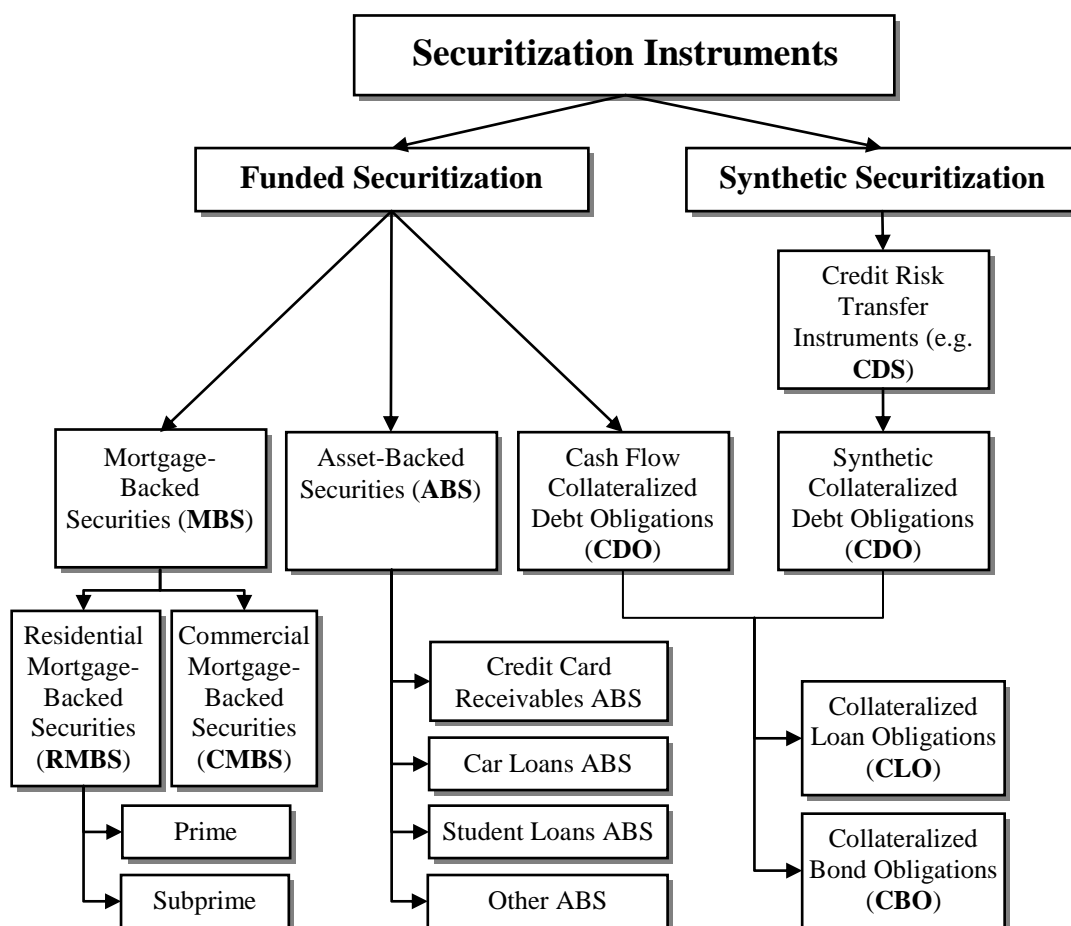 Securitization Instruments
Funded Securitization
Synthetic Securitization
Credit Risk
Transfer
Instruments (e.g.
CDS)
Mortgage-
Backed
Securities (MBS)
Asset-Backed
Securities (ABS)
Cash Flow
Collateralized
Debt Obligations
(CDO)
Synthetic
Collateralized
Debt Obligations
(CDO)
Residential
Mortgage-
Backed
Securities
(RMBS)
Commercial
Mortgage-
Backed
Securities
(CMBS)
Prime
Subprime
Credit Card
Receivables ABS
Car Loans ABS
Student Loans ABS
Other ABS
Collateralized
Loan Obligations
(CLO)
Collateralized
Bond Obligations
(CBO)